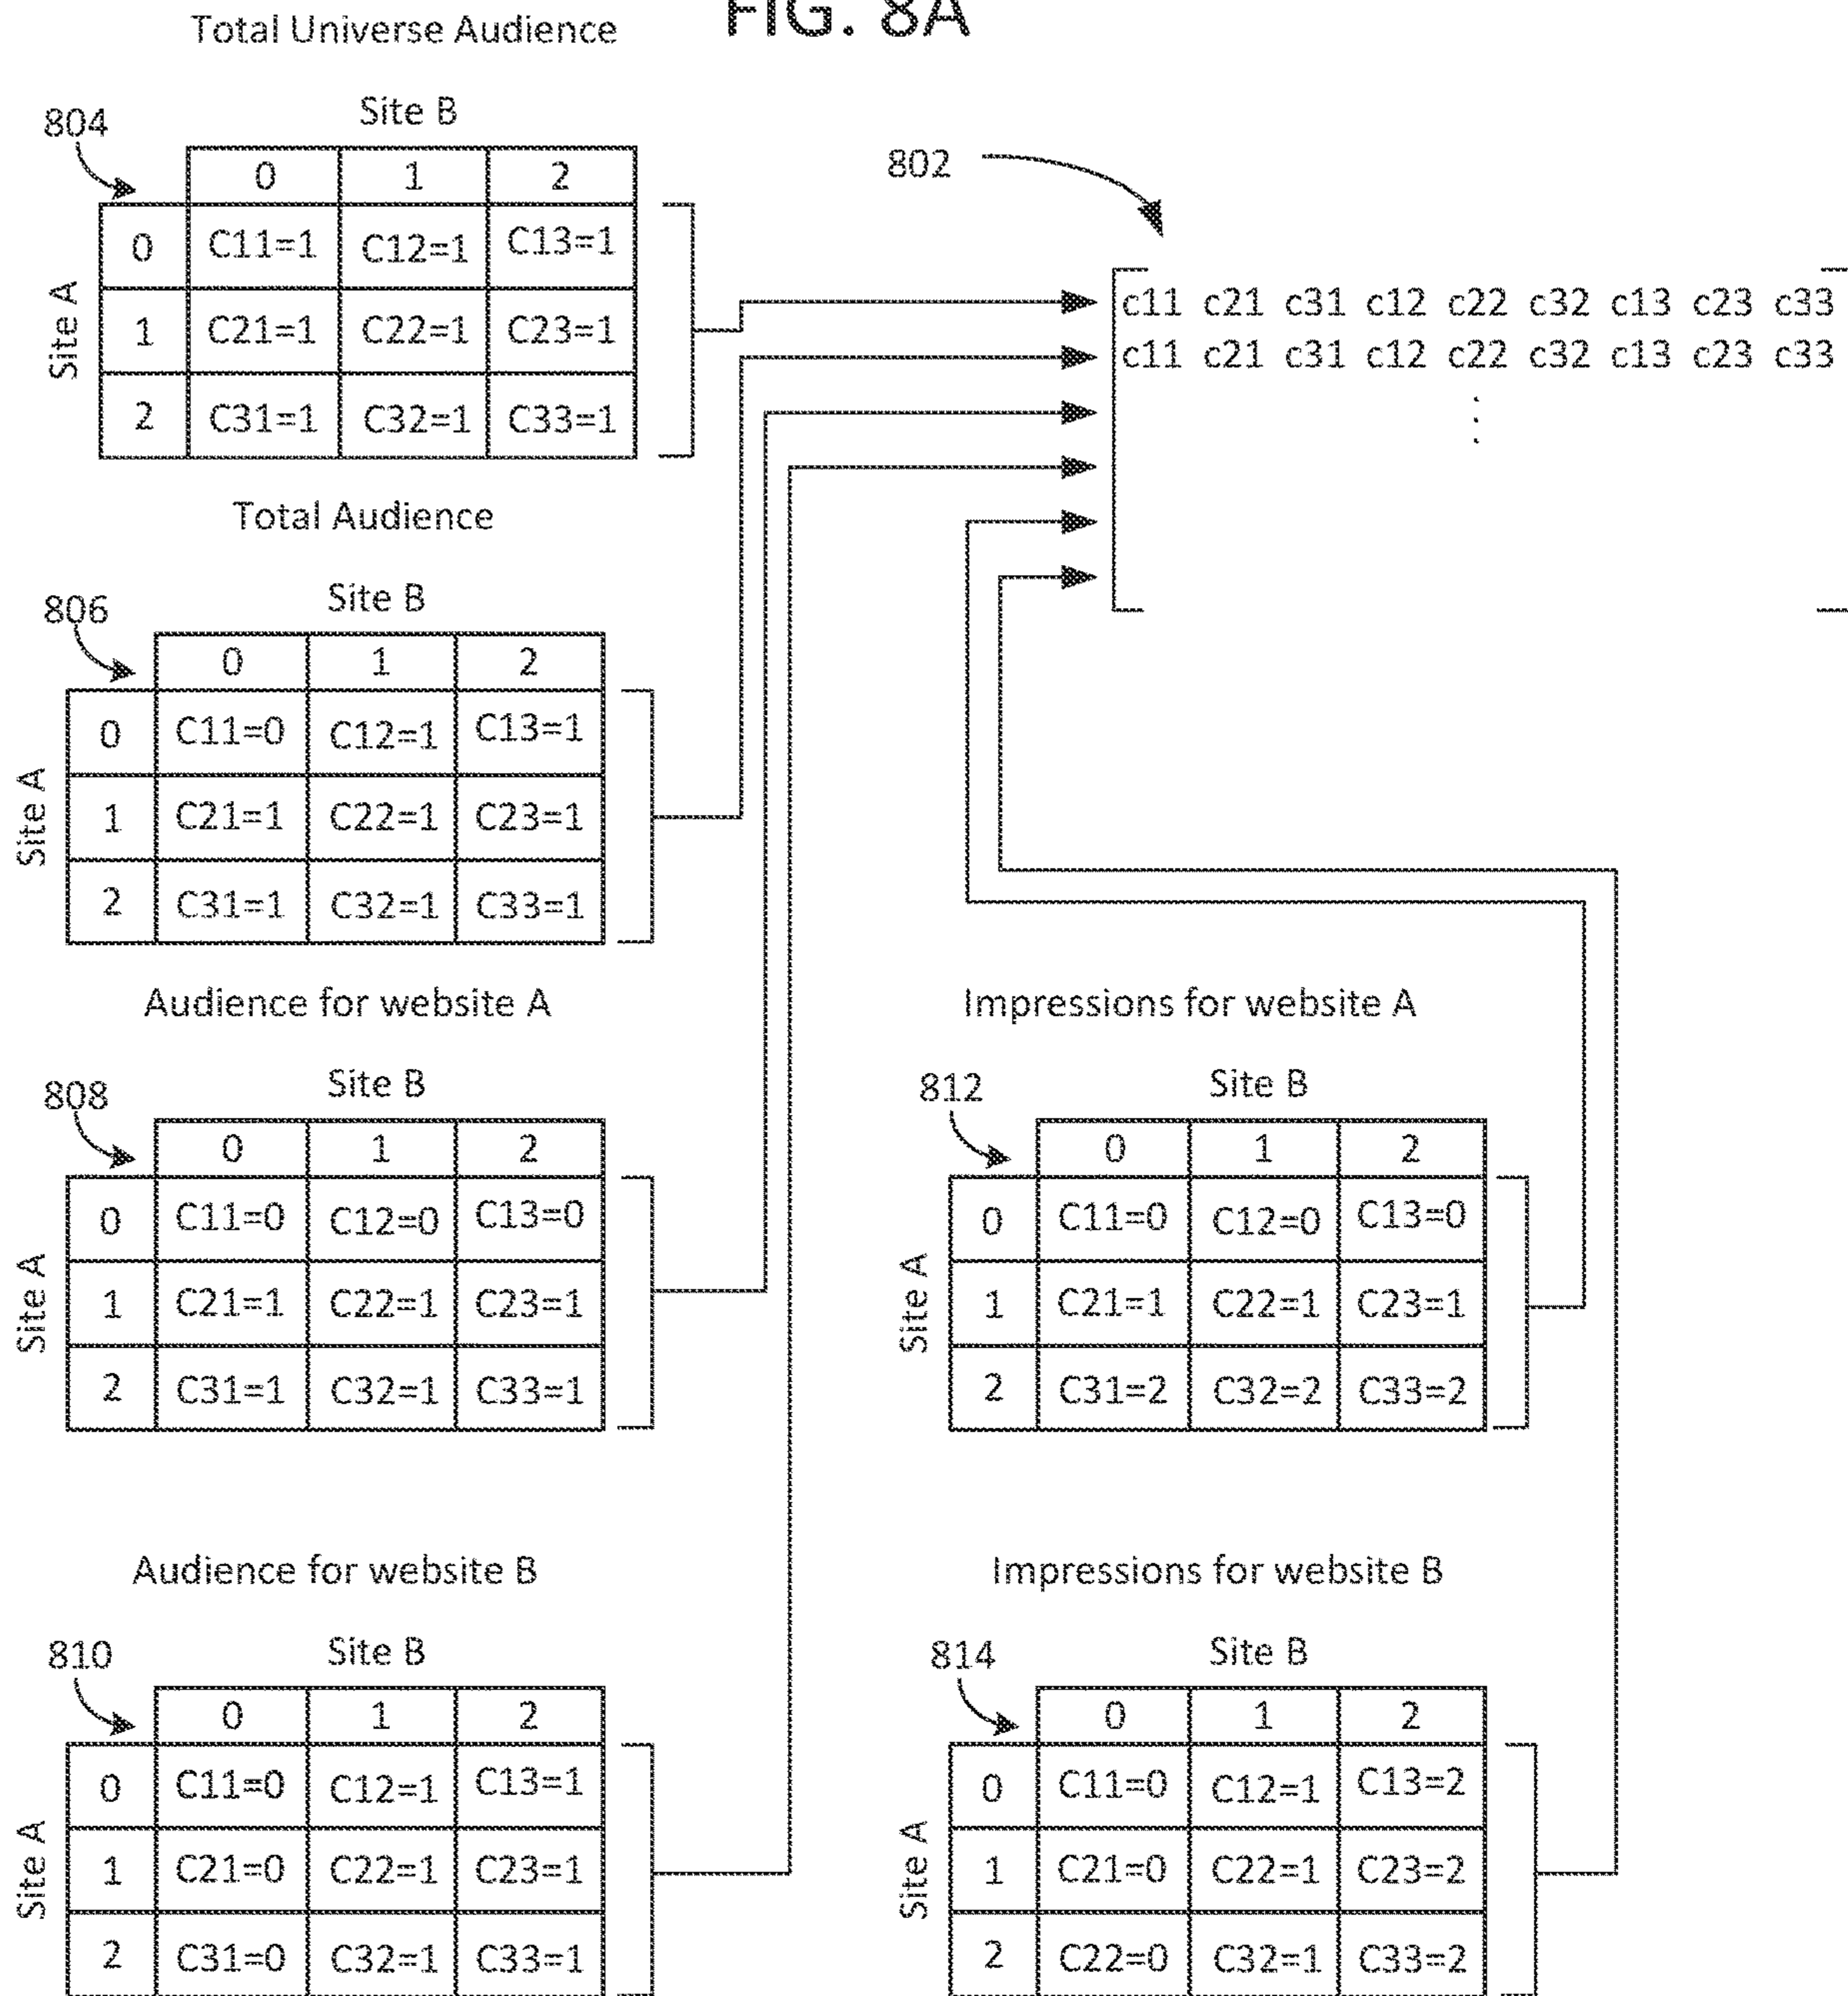 FIG. 8A
Total Universe Audience
804
Site B
0 1 2
Site A
0 C11=1 C12=1 C13=1
1 C21=1 C22=1 C23=1
2 C31=1 C32=1 C33=1
802
c11 c21 c31 c12 c22 c32 c13 c23 c33
c11 c21 c31 c12 c22 c32 c13 c23 c33
Total Audience
806
Site B
0 1 2
Site A
0 C11=0 C12=1 C13=1
1 C21=1 C22=1 C23=1
2 C31=1 C32=1 C33=1
Audience for website A
808
Site B
0 1 2
Site A
0 C11=0 C12=0 C13=0
1 C21=1 C22=1 C23=1
2 C31=1 C32=1 C33=1
Impressions for website A
812
Site B
0 1 2
Site A
0 C11=0 C12=0 C13=0
1 C21=1 C22=1 C23=1
2 C31=2 C32=2 C33=2
Audience for website B
810
Site B
0 1 2
Site A
0 C11=0 C12=1 C13=1
1 C21=0 C22=1 C23=1
2 C31=0 C32=1 C33=1
Impressions for website B
814
Site B
0 1 2
Site A
0 C11=0 C12=1 C13=2
1 C21=0 C22=1 C23=2
2 C22=0 C32=1 C33=2